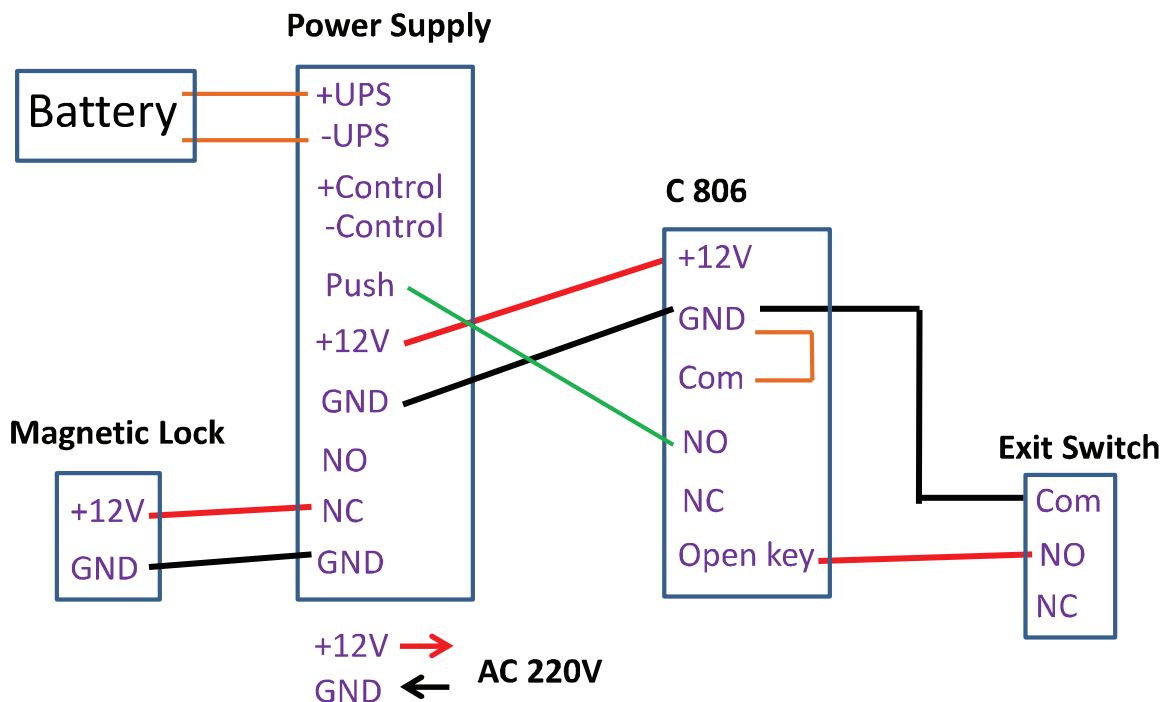 Power Supply
Battery
+UPS
-UPS
+Control
-Control
Push
+12V
GND
NO
NC
GND
C 806
+12V
GND
Com
NO
NC
Open key
Magnetic Lock
+12V
GND
Exit Switch
Com
NO
NC
+12V
GND
AC 220V